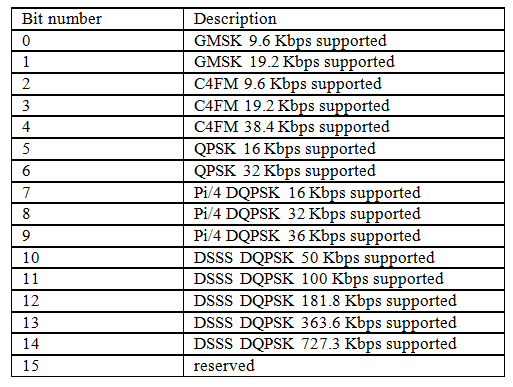 Bit number Description
0 GMSK 9.6 Kbps supported
1 GMSK 19.2 Kbps supported
2 C4FM 9.6 Kbps supported
3 C4FM 19.2 Kbps supported
4 C4FM 38.4 Kbps supported
5 QPSK 16 Kbps supported
6 QPSK 32 Kbps supported
7 Pi/4 DQPSK 16 Kbps supported
8 Pi/4 DQPSK 32 Kbps supported
9 Pi/4 DQPSK 36 Kbps supported
10 DSSS DQPSK 50 Kbps supported
11 DSSS DQPSK 100 Kbps supported
12 DSSS DQPSK 181.8 Kbps supported
13 DSSS DQPSK 363.6 Kbps supported
14 DSSS DQPSK 727.3 Kbps supported
15 reserved